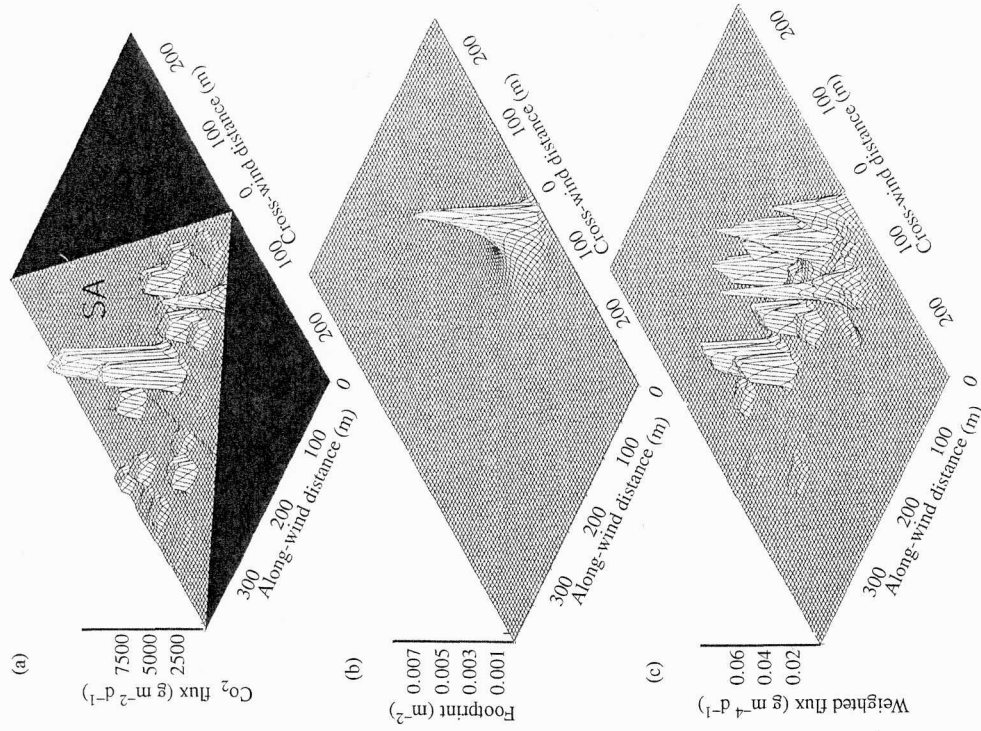 (a)
Co₂ flux (g m⁻² d⁻¹)
7500
5000
2500
SA
300
200
100
0
Along-wind distance (m)
200
100
0
100
200
Cross-wind distance (m)
(b)
Footprint (m⁻²)
0.007
0.005
0.003
0.001
300
200
100
0
Along-wind distance (m)
200
100
0
100
200
Cross-wind distance (m)
(c)
Weighted flux (g m⁻⁴ d⁻¹)
0.06
0.04
0.02
300
200
100
0
Along-wind distance (m)
200
100
0
100
200
Cross-wind distance (m)